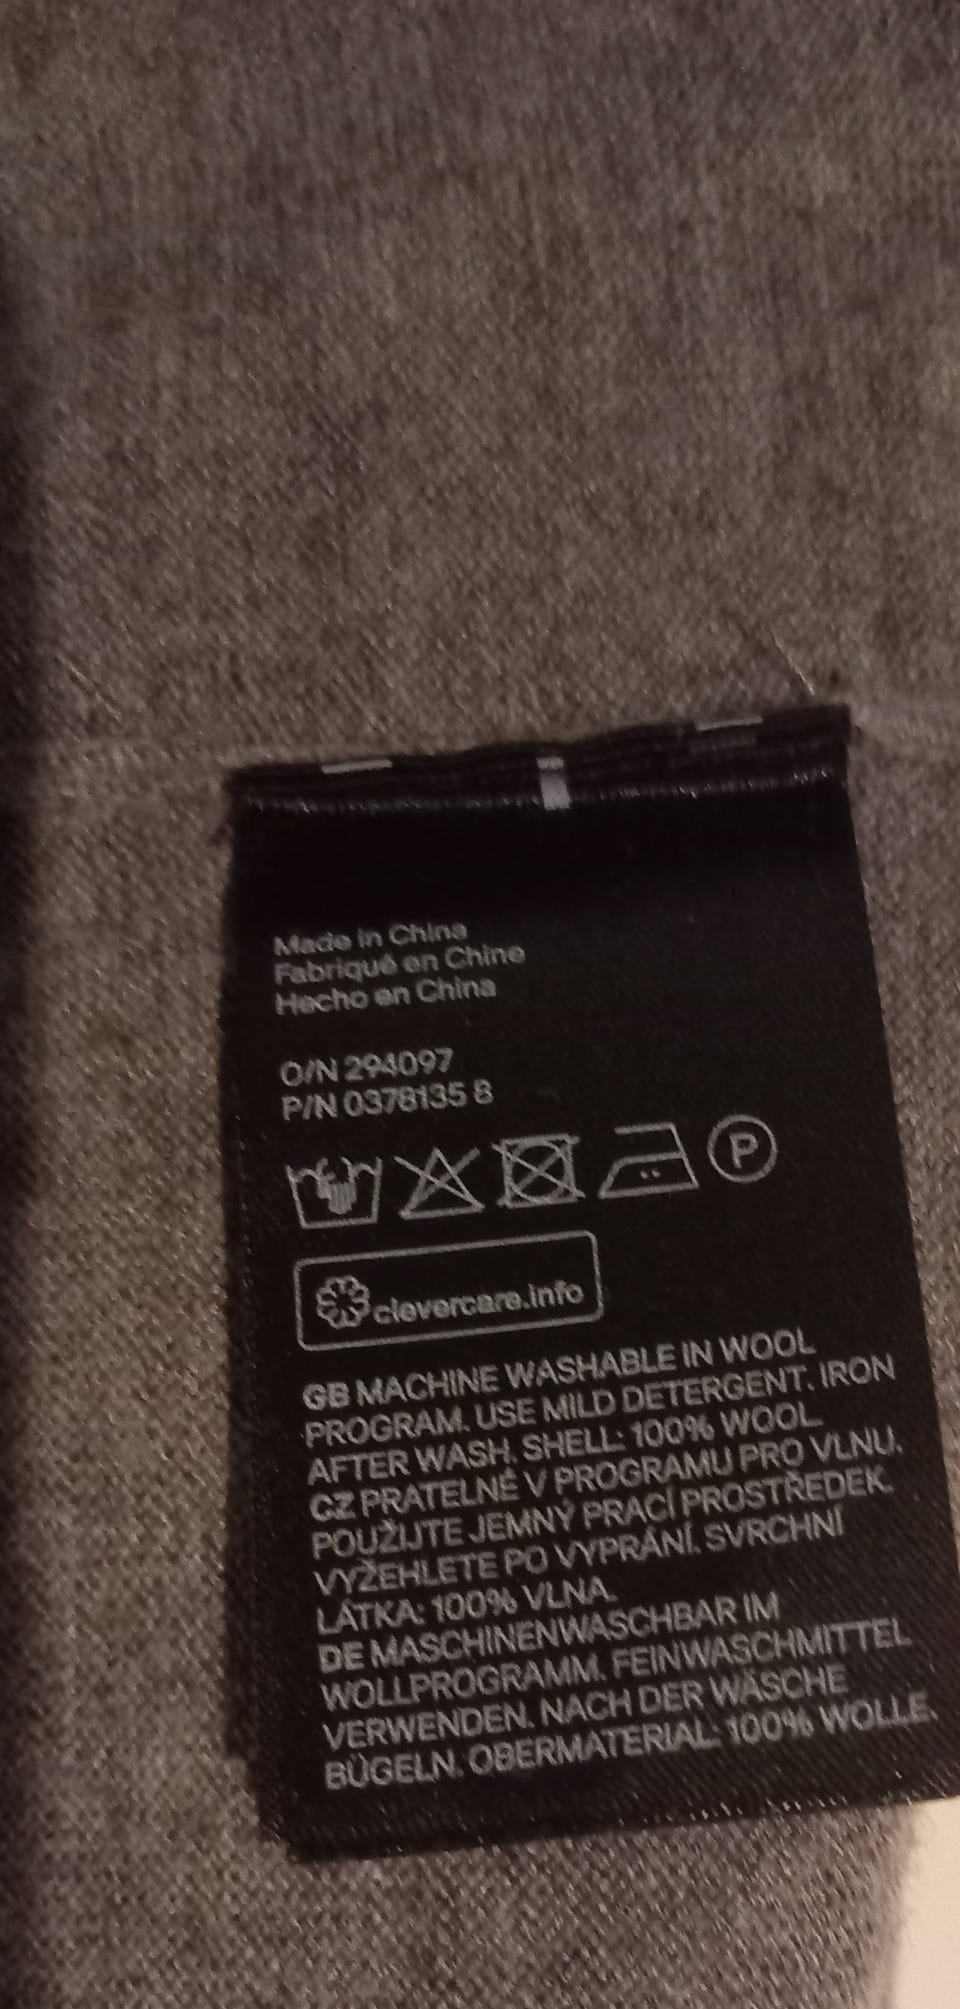 Made in China
Fabriqué en Chine
Hecho en China
O/N 294097
P/N 0378135 8
P
clevercare.info
GB MACHINE WASHABLE IN WOOL
PROGRAM. USE MILD DETERGENT. IRON
AFTER WASH. SHELL: 100% WOOL.
CZ PRATELNÉ V PROGRAMU PRO VLNU.
POUŽIJTE JEMNÝ PRACÍ PROSTŘEDEK.
VYŽEHLETE PO VYPRÁNÍ. SVRCHNÍ
LÁTKA: 100% VLNA.
DE MASCHINENWASCHBAR IM
WOLLPROGRAMM. FEINWASCHMITTEL
VERWENDEN. NACH DER WÄSCHE
BÜGELN. OBERMATERIAL: 100% WOLLE.